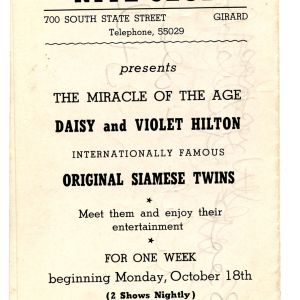 700 SOUTH STATE STREET GIRARD
Telephone, 55029
presents
THE MIRACLE OF THE AGE
DAISY and VIOLET HILTON
INTERNATIONALLY FAMOUS
ORIGINAL SIAMESE TWINS
*
Meet them and enjoy their
entertainment
*
FOR ONE WEEK
beginning Monday, October 18th
(2 Shows Nightly)